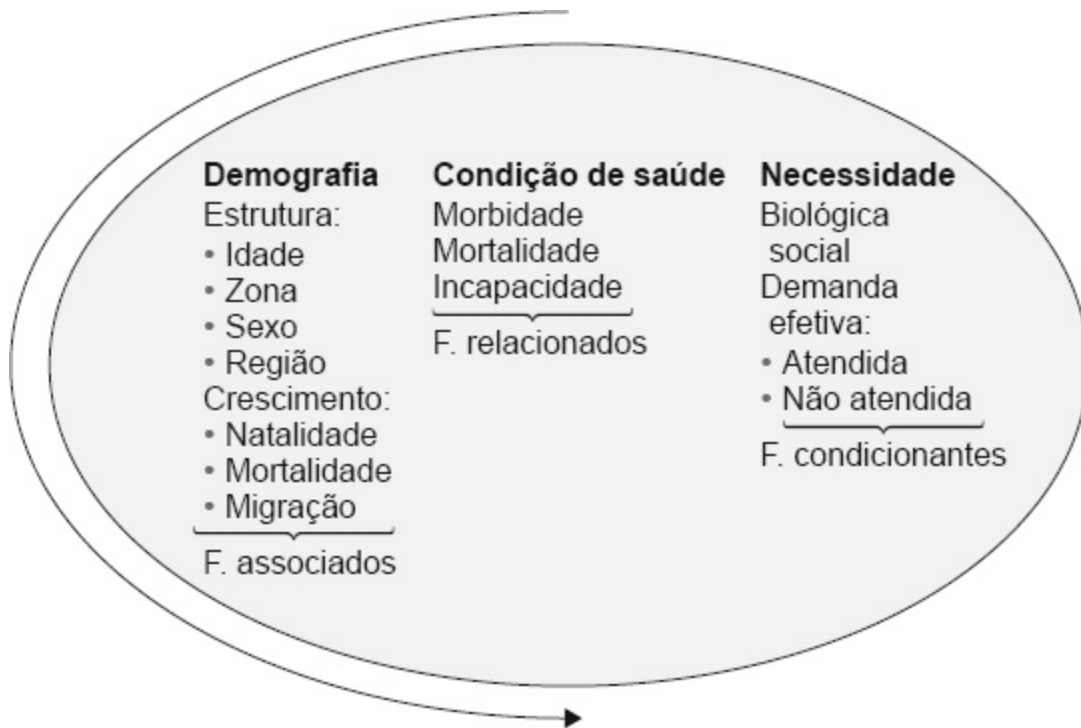 Demografia
Estrutura:
• Idade
• Zona
• Sexo
• Região
Crescimento:
• Natalidade
• Mortalidade
• Migração
F. associados
Condição de saúde
Morbidade
Mortalidade
Incapacidade
F. relacionados
Necessidade
Biológica
social
Demanda
efetiva:
• Atendida
• Não atendida
F. condicionantes